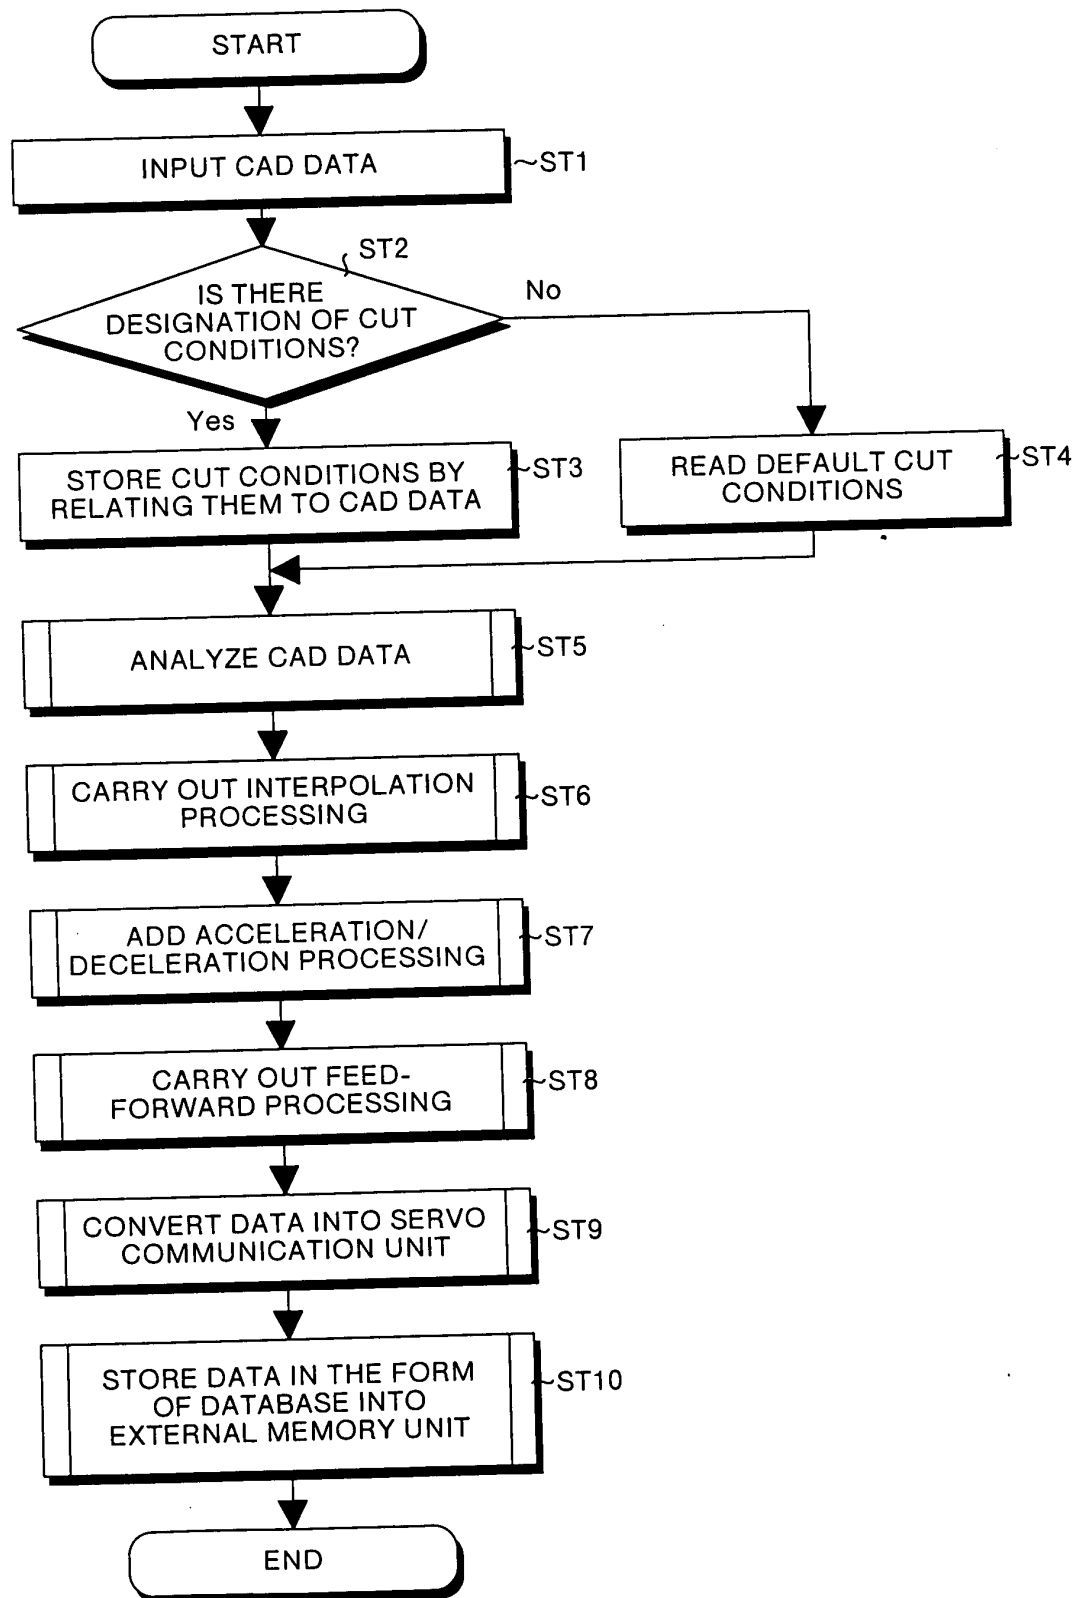 START
INPUT CAD DATA
~ST1
ST2
IS THERE
DESIGNATION OF CUT
CONDITIONS?
No
Yes
STORE CUT CONDITIONS BY
RELATING THEM TO CAD DATA
~ST3
READ DEFAULT CUT
CONDITIONS
~ST4
ANALYZE CAD DATA
~ST5
CARRY OUT INTERPOLATION
PROCESSING
~ST6
ADD ACCELERATION/
DECELERATION PROCESSING
~ST7
CARRY OUT FEED-
FORWARD PROCESSING
~ST8
CONVERT DATA INTO SERVO
COMMUNICATION UNIT
~ST9
STORE DATA IN THE FORM
OF DATABASE INTO
EXTERNAL MEMORY UNIT
~ST10
END